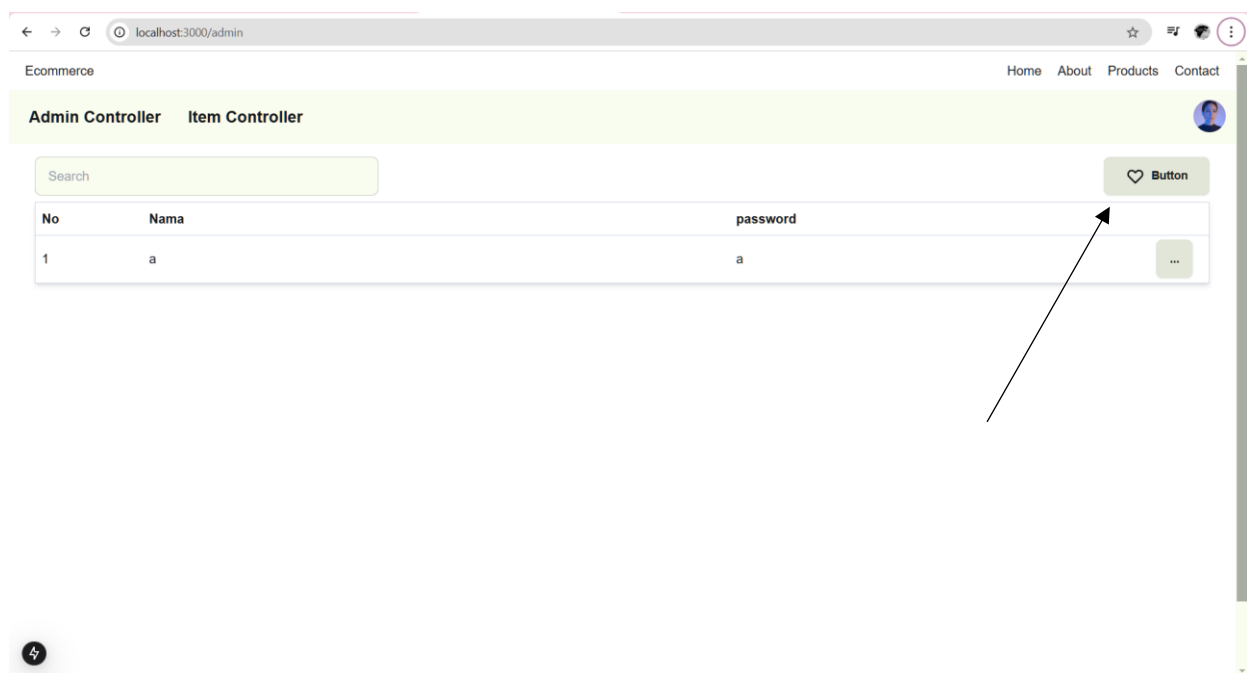 localhost:3000/admin
Ecommerce Home About Products Contact
Admin Controller Item Controller
Search Button
No Nama password
1 a a ...